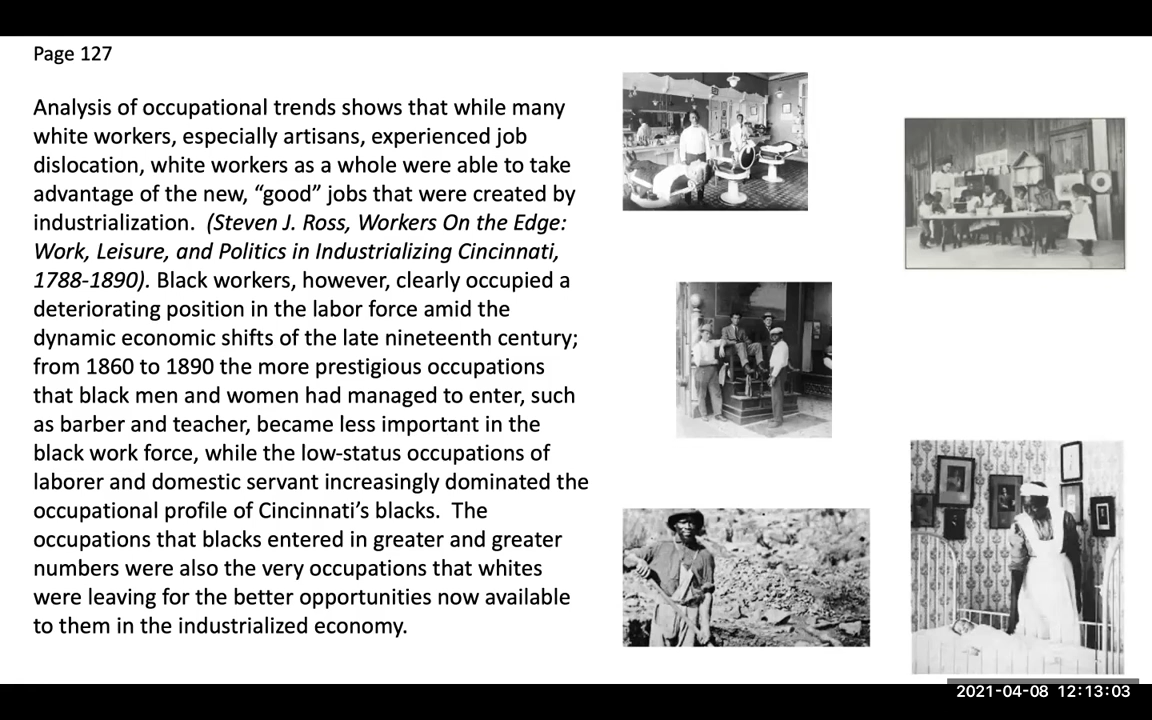 Page 127
Analysis of occupational trends shows that while many
white workers, especially artisans, experienced job
dislocation, white workers as a whole were able to take
advantage of the new, “good” jobs that were created by
industrialization.  (Steven J. Ross, Workers On the Edge:
Work, Leisure, and Politics in Industrializing Cincinnati,
1788-1890). Black workers, however, clearly occupied a
deteriorating position in the labor force amid the
dynamic economic shifts of the late nineteenth century;
from 1860 to 1890 the more prestigious occupations
that black men and women had managed to enter, such
as barber and teacher, became less important in the
black work force, while the low-status occupations of
laborer and domestic servant increasingly dominated the
occupational profile of Cincinnati’s blacks.  The
occupations that blacks entered in greater and greater
numbers were also the very occupations that whites
were leaving for the better opportunities now available
to them in the industrialized economy.
2021-04-08 12:13:03